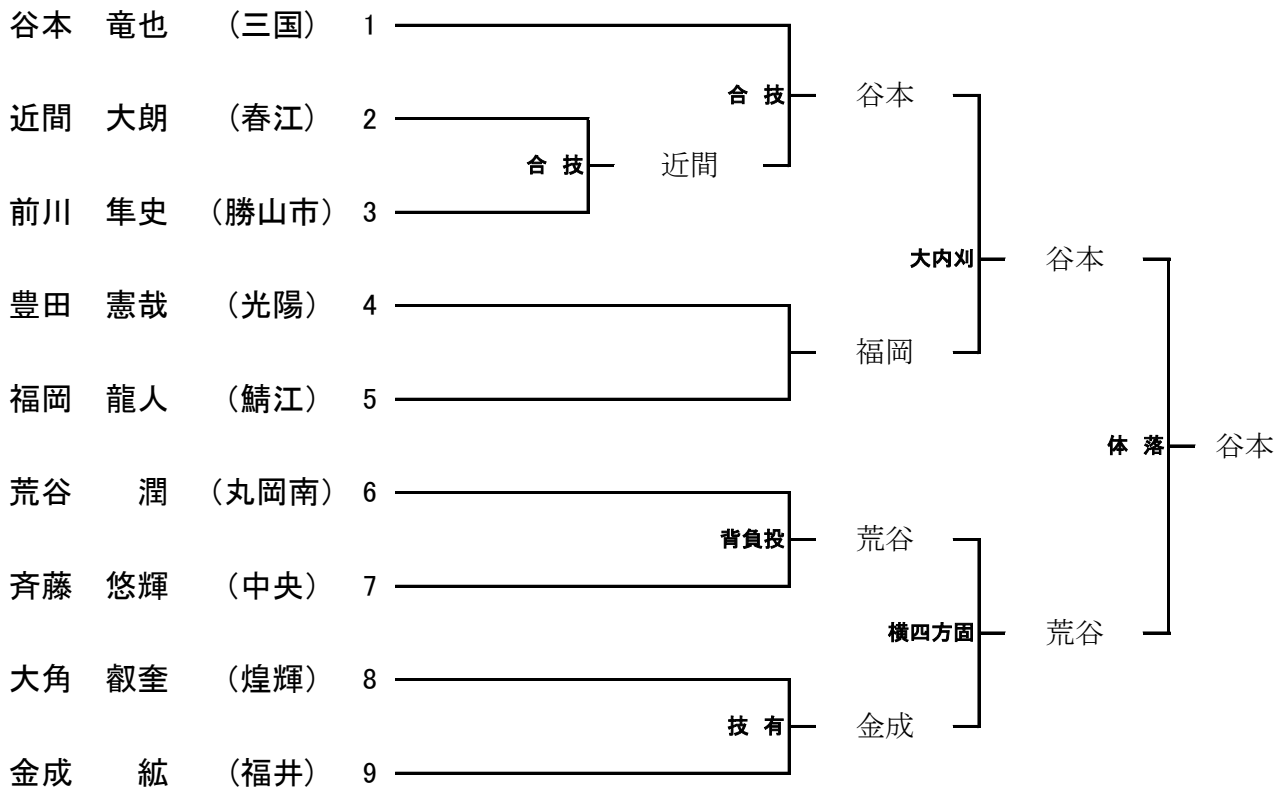 谷本　竜也　（三国）　1
合 技　谷本
近間　大朗　（春江）　2
合 技　近間
前川　隼史　（勝山市）　3
大内刈　谷本
豊田　憲哉　（光陽）　4
福岡
福岡　龍人　（鯖江）　5
体 落　谷本
荒谷　　潤　（丸岡南）　6
背負投　荒谷
斉藤　悠輝　（中央）　7
横四方固　荒谷
大角　叡奎　（煌輝）　8
技 有　金成
金成　　紘　（福井）　9